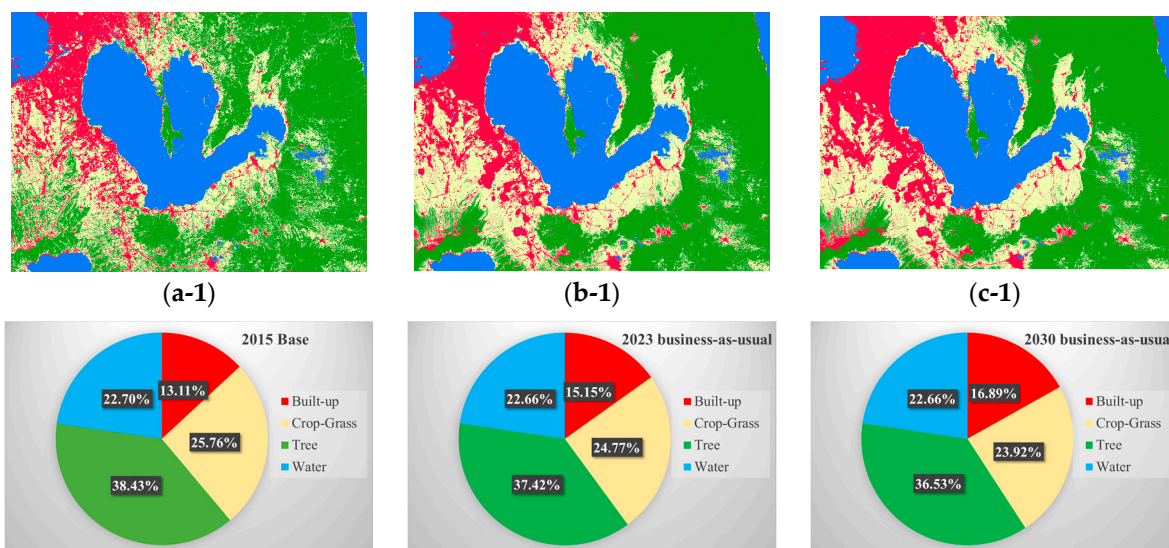 (a-1)
(b-1)
(c-1)
2015 Base
22.70%
13.11%
25.76%
38.43%
Built-up
Crop-Grass
Tree
Water
2023 business-as-usual
22.66%
15.15%
24.77%
37.42%
Built-up
Crop-Grass
Tree
Water
2030 business-as-usual
22.66%
16.89%
23.92%
36.53%
Built-up
Crop-Grass
Tree
Water